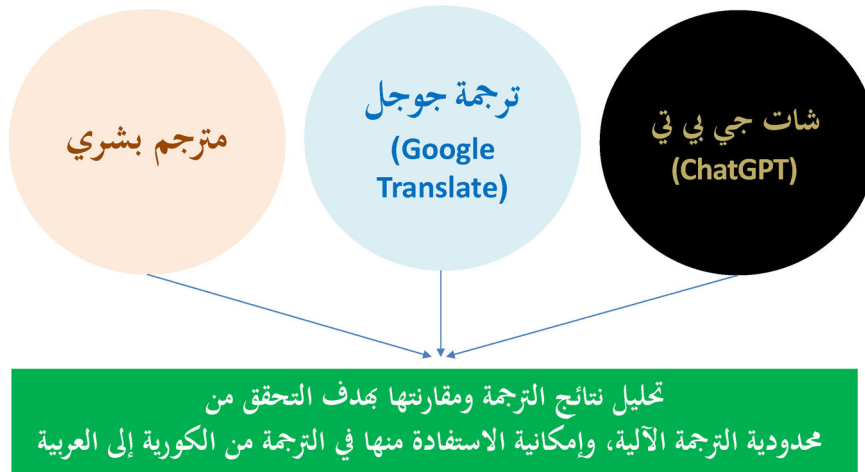 شات جي بي تي
(ChatGPT)
ترجمة جوجل
(Google
Translate)
مترجم بشري
تحليل نتائج الترجمة ومقارنتها بهدف التحقق من
محدودية الترجمة الآلية، وإمكانية الاستفادة منها في الترجمة من الكورية إلى العربية